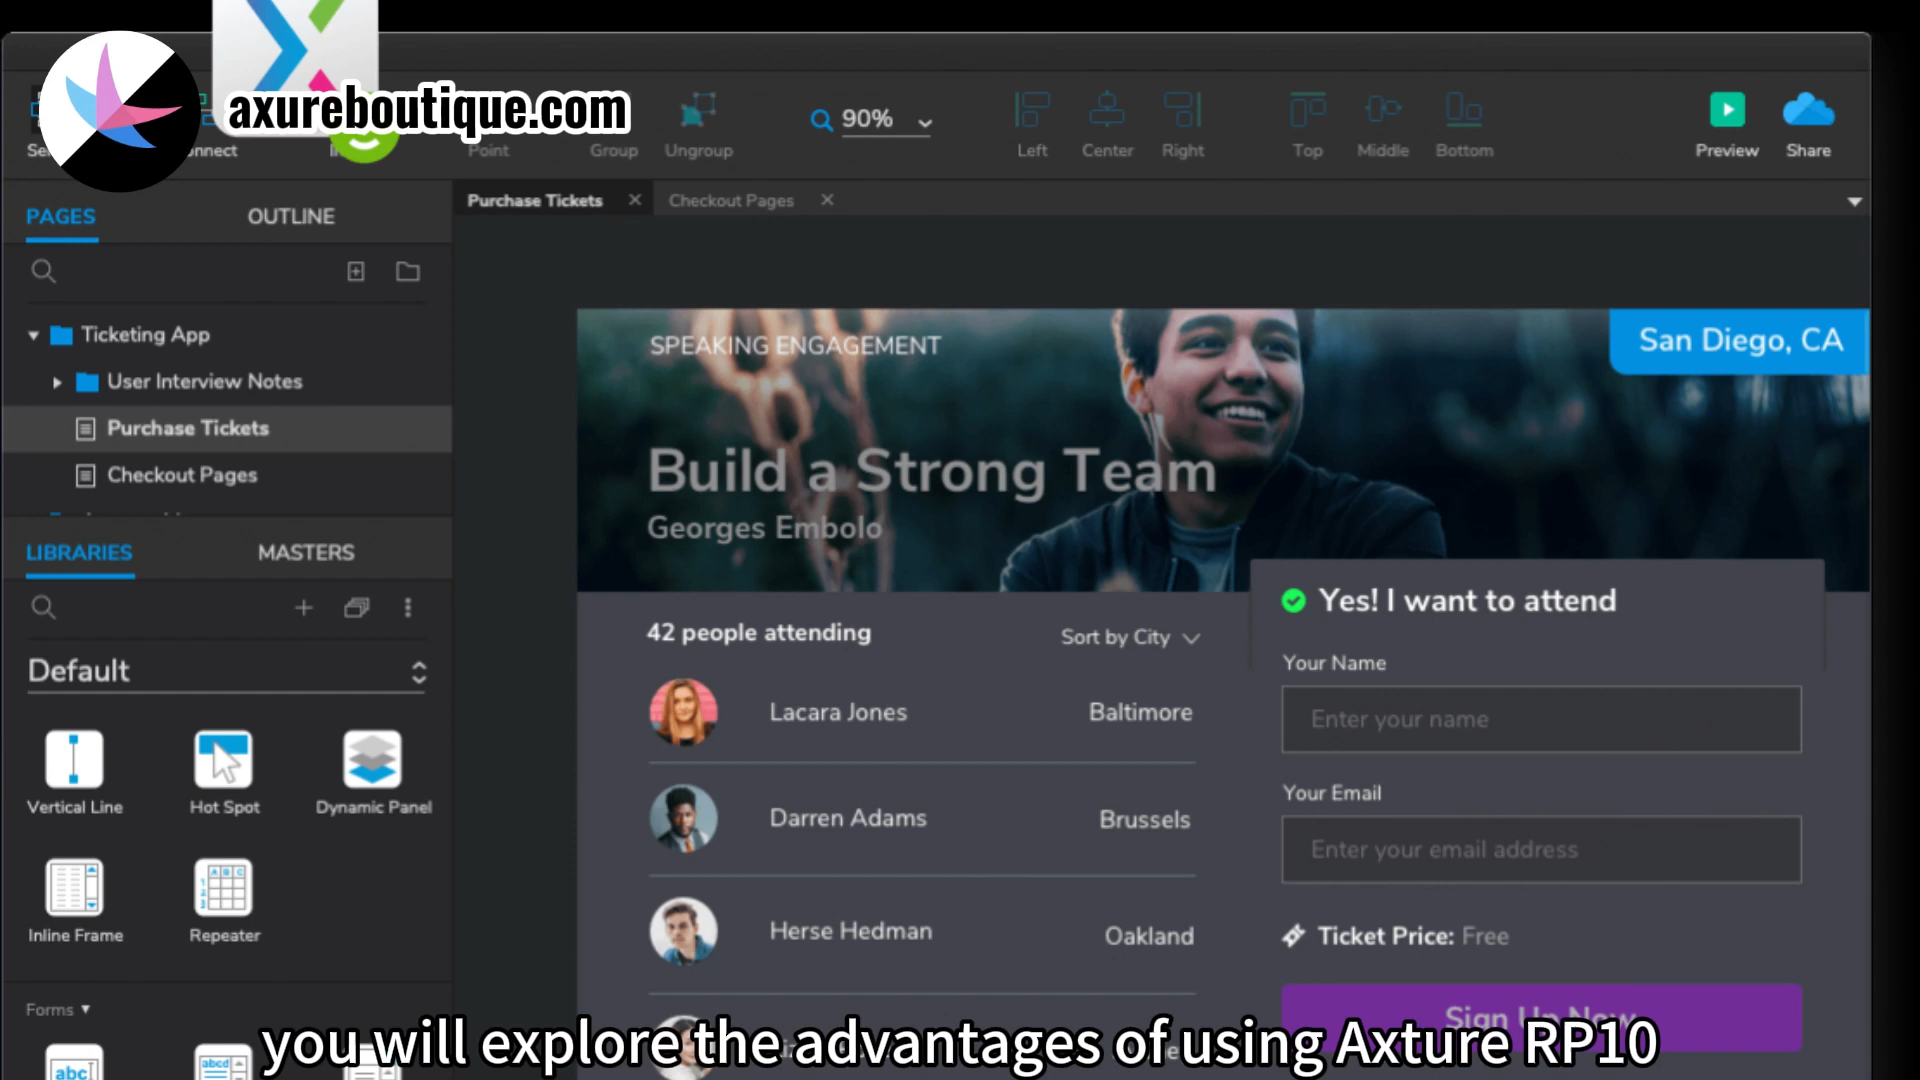 axureboutique.com
Point
Group
Ungroup
90%
Left
Center
Right
Top
Middle
Bottom
Preview
Share
PAGES
OUTLINE
Purchase Tickets
Checkout Pages
Ticketing App
User Interview Notes
Purchase Tickets
Checkout Pages
LIBRARIES
MASTERS
Default
Vertical Line
Hot Spot
Dynamic Panel
Inline Frame
Repeater
Forms
SPEAKING ENGAGEMENT
San Diego, CA
Build a Strong Team
Georges Embolo
42 people attending
Sort by City
Lacara Jones
Baltimore
Darren Adams
Brussels
Herse Hedman
Oakland
Yes! I want to attend
Your Name
Enter your name
Your Email
Enter your email address
Ticket Price: Free
Sign Up Now
you will explore the advantages of using Axture RP10